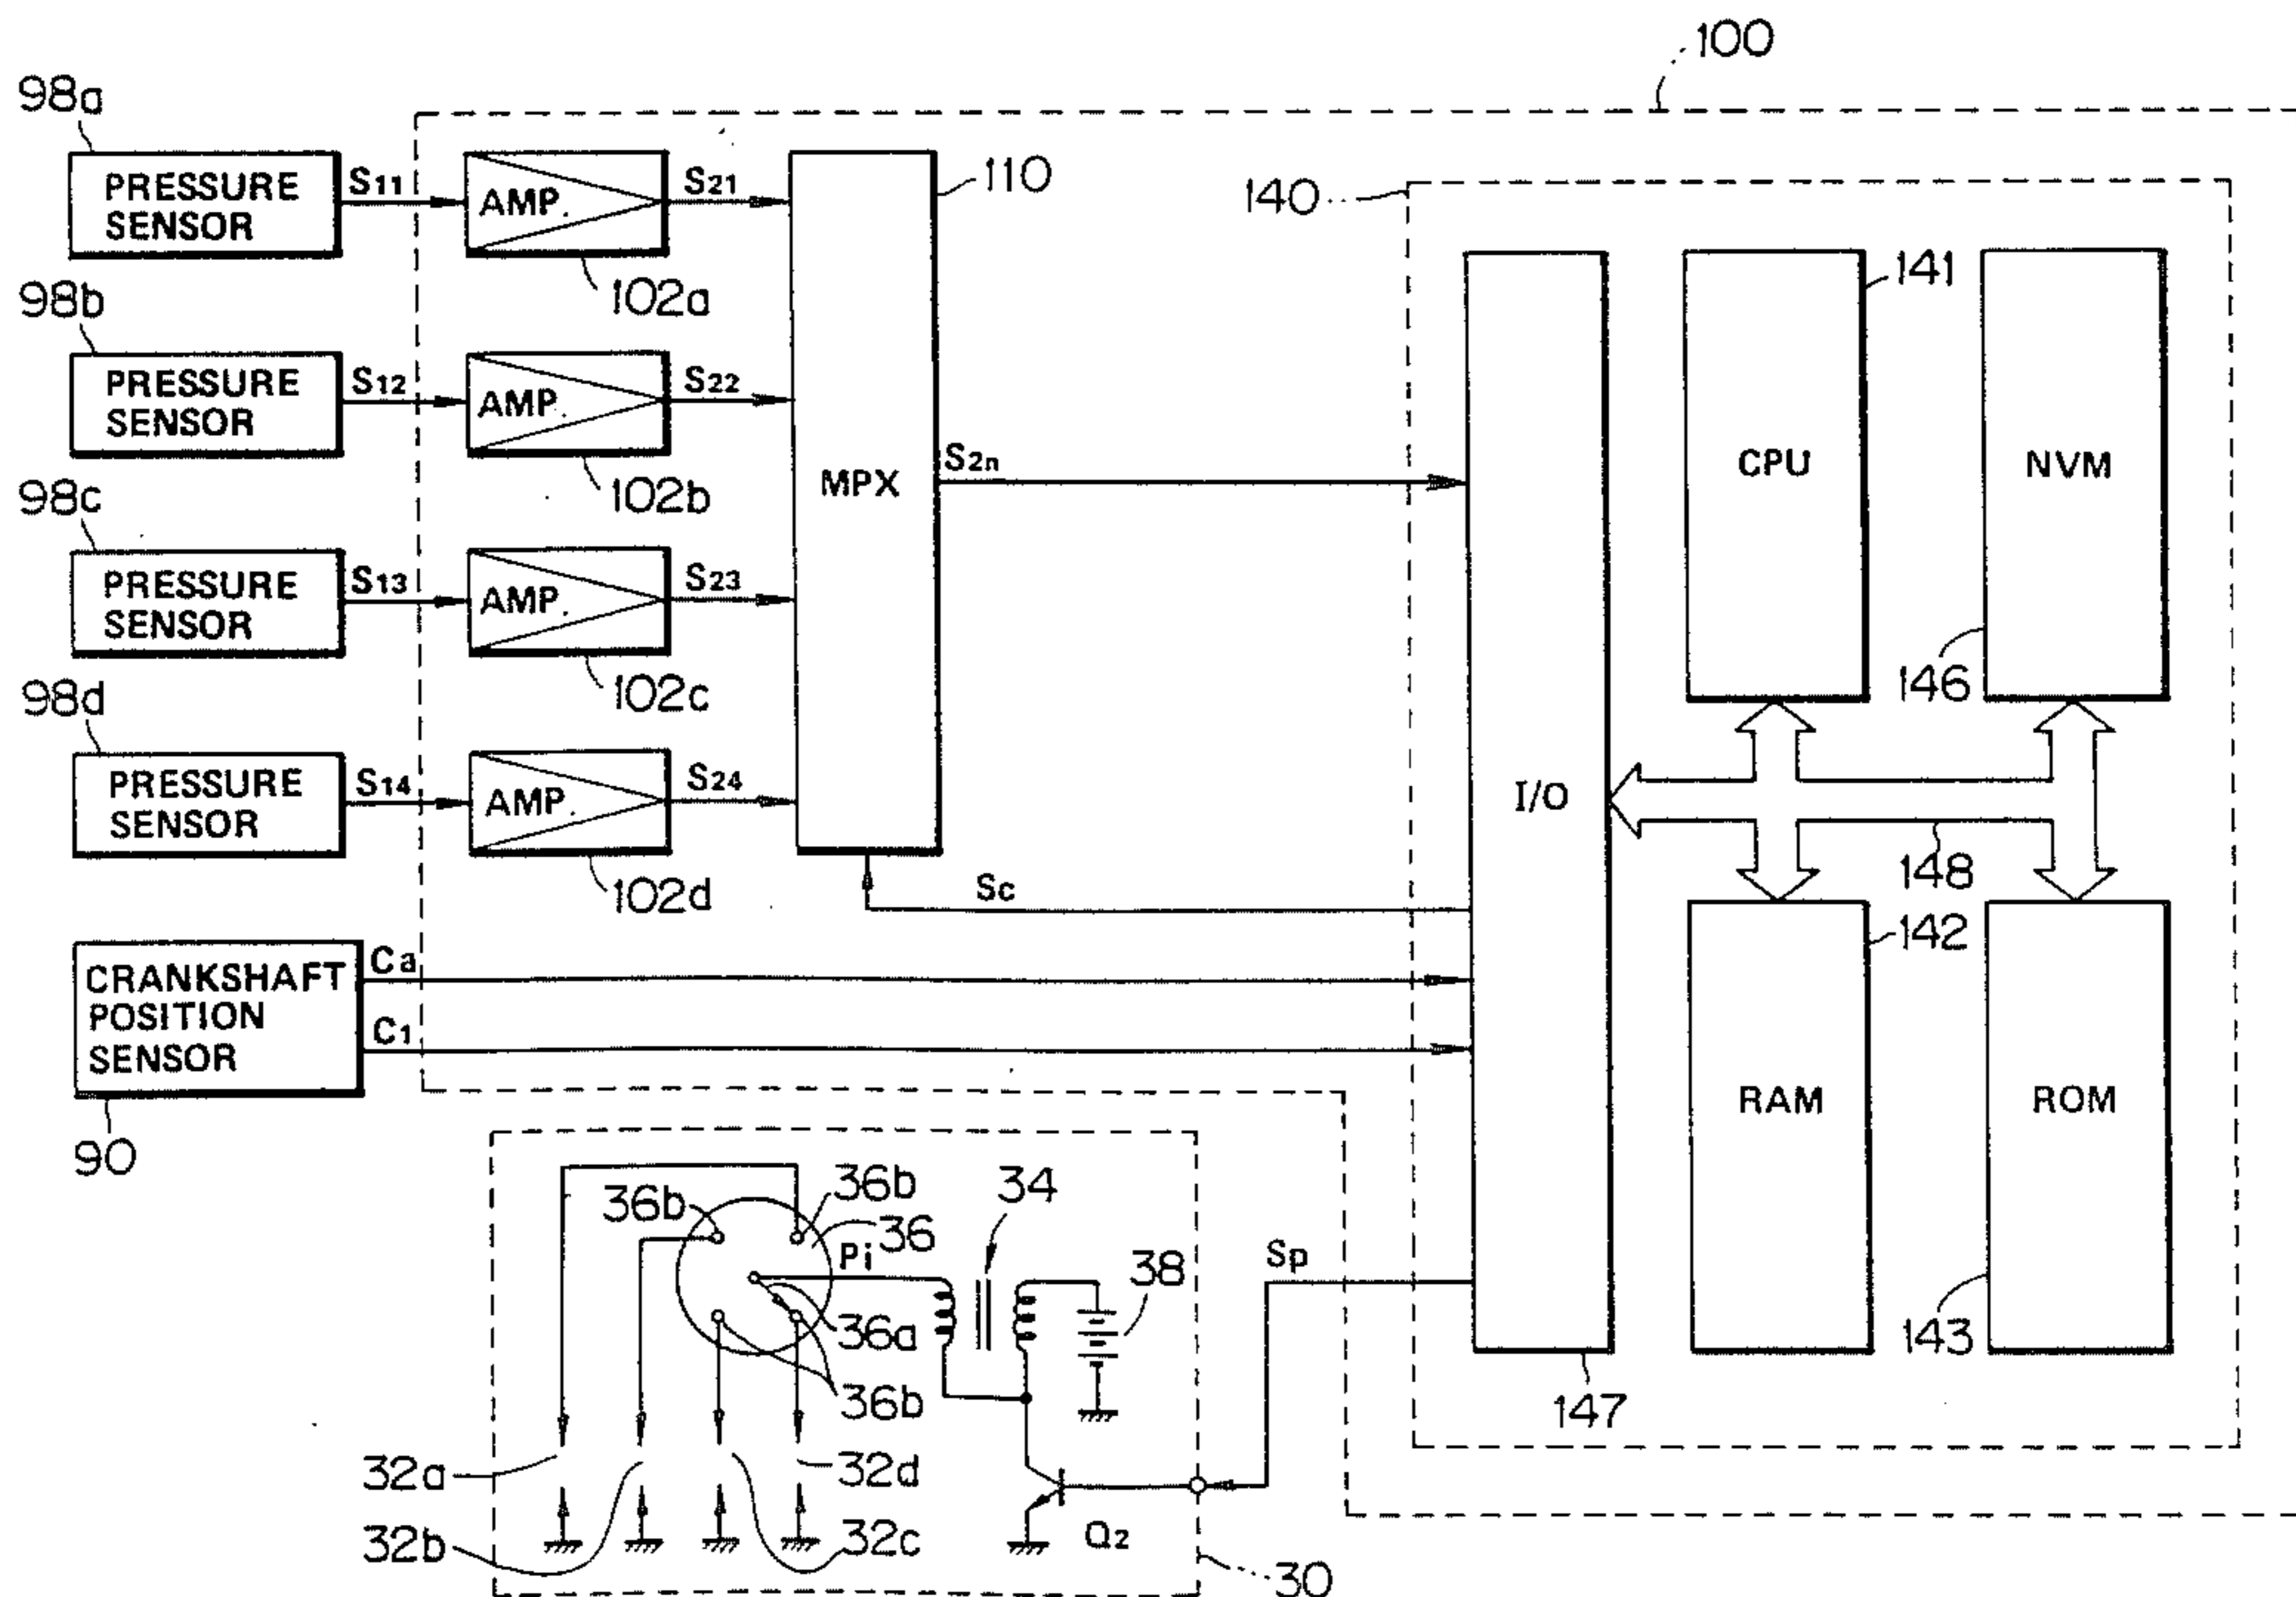 100
98a
PRESSURE
SENSOR
S11
AMP.
S21
102a
110
140
98b
PRESSURE
SENSOR
S12
AMP.
S22
102b
MPX
S2n
98c
PRESSURE
SENSOR
S13
AMP.
S23
102c
98d
PRESSURE
SENSOR
S14
AMP.
S24
102d
Sc
CRANKSHAFT
POSITION
SENSOR
Ca
C1
90
I/O
CPU
141
NVM
146
148
142
RAM
ROM
143
147
36b
36b
36
Pi
34
38
Sp
36a
36b
32a
32b
32d
32c
Q2
30